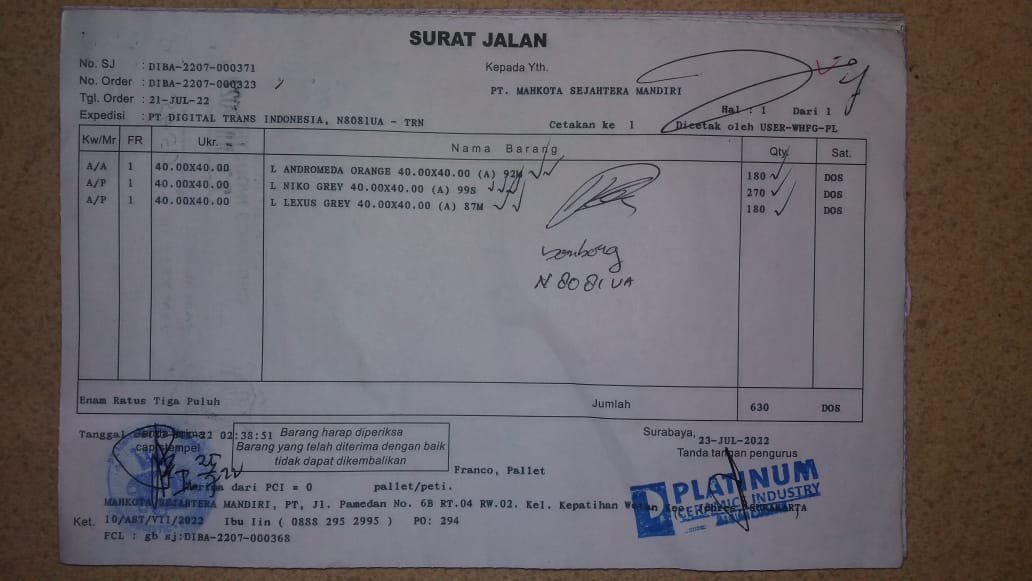 SURAT JALAN
No. SJ : DIBA-2207-000371
Kepada Yth.
No. Order : DIBA-2207-000323
PT. MAHKOTA SEJAHTERA MANDIRI
Tgl. Order : 21-JUL-22
Hal : 1 Dari 1
Expedisi : PT DIGITAL TRANS INDONESIA, N8081UA - TRN
Cetakan ke 1 Dicetak oleh USER-WHFG-PL
Kw/Mr FR Ukr. Nama Barang Qty. Sat.
A/A 1 40.00X40.00 L ANDROMEDA ORANGE 40.00X40.00 (A) 92M 180 DOS
A/P 1 40.00X40.00 L NIKO GREY 40.00X40.00 (A) 99S 270 DOS
A/P 1 40.00X40.00 L LEXUS GREY 40.00X40.00 (A) 87M 180 DOS
N 8081 UA
Enam Ratus Tiga Puluh Jumlah 630 DOS
Tanggal 22 02:38:51
cap stempel
Barang harap diperiksa
Barang yang telah diterima dengan baik
tidak dapat dikembalikan
Surabaya, 23-JUL-2022
Tanda tangan pengurus
Franco, Pallet
dari PCI = 0 pallet/peti.
PLATINUM
CERAMICS INDUSTRY
MAHKOTA SEJAHTERA MANDIRI, PT, Jl. Pamedan No. 6B RT.04 RW.02. Kel. Kepatihan Wetan Kec. SURAKARTA
Ket. 10/AST/VII/2022 Ibu Iin ( 0888 295 2995 ) PO: 294
FCL : gb sj:DIBA-2207-000368